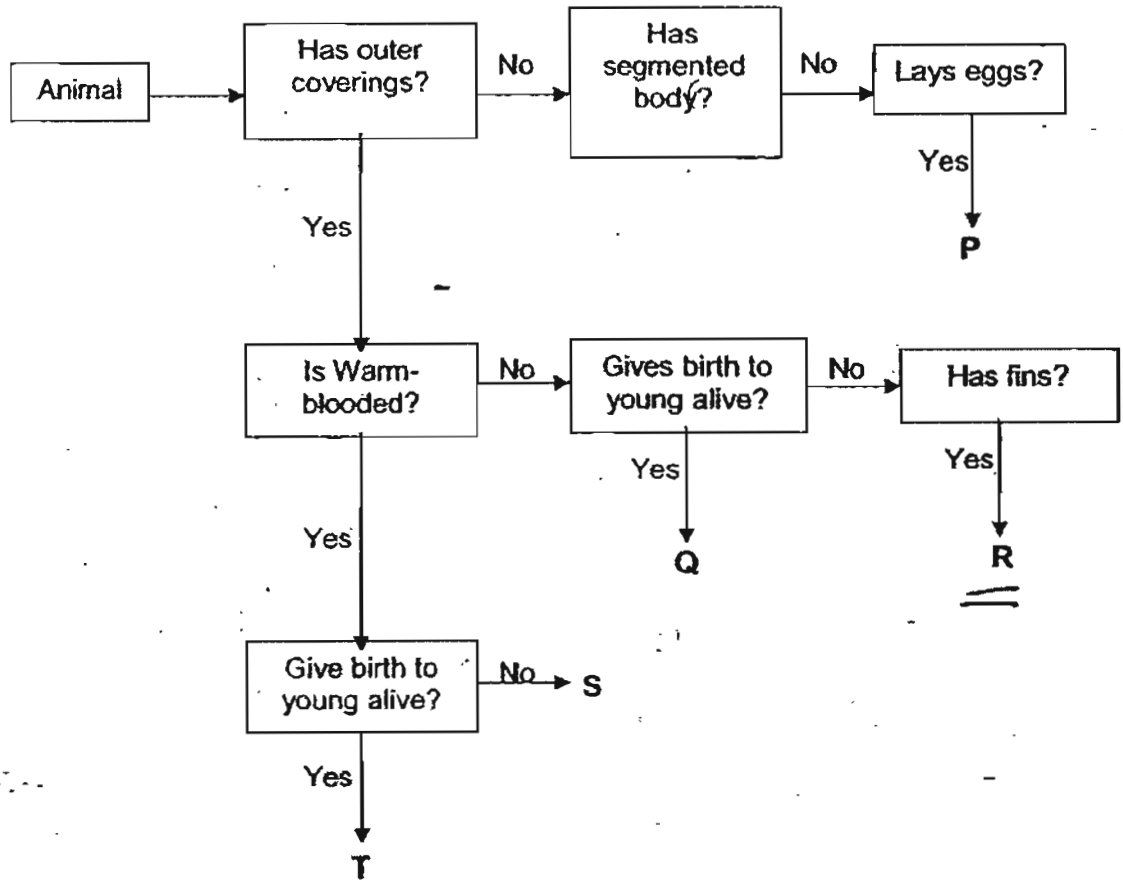 Animal
Has outer
coverings?
No
Has
segmented
body?
No
Lays eggs?
Yes
P
Yes
Is Warm-
blooded?
No
Gives birth to
young alive?
No
Has fins?
Yes
Q
Yes
R
Yes
Give birth to
young alive?
No
S
Yes
T